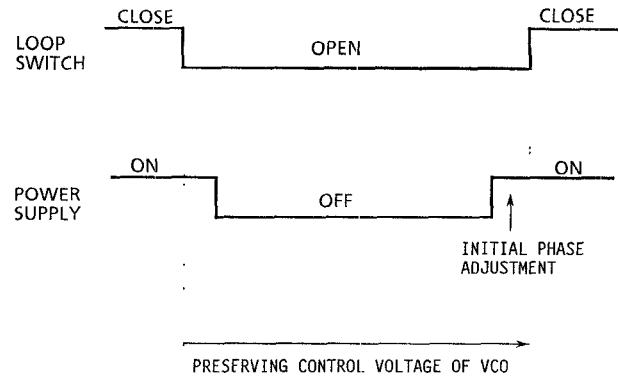 CLOSE
CLOSE
LOOP
SWITCH
OPEN
ON
ON
POWER
SUPPLY
OFF
INITIAL PHASE
ADJUSTMENT
PRESERVING CONTROL VOLTAGE OF VCO